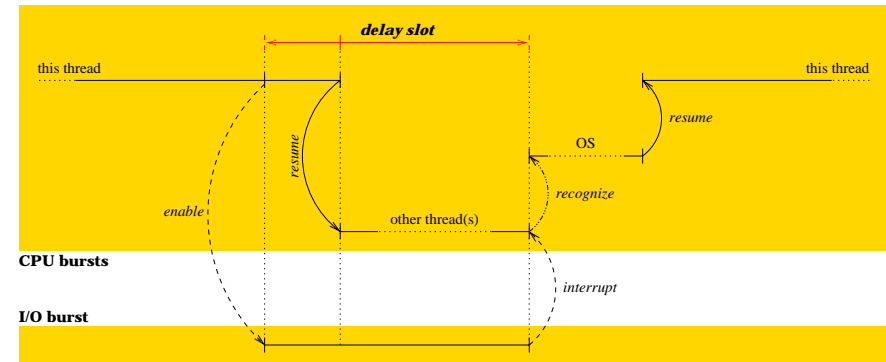 delay slot
this thread
this thread
resume
resume
OS
recognize
enable
other thread(s)
CPU bursts
interrupt
I/O burst